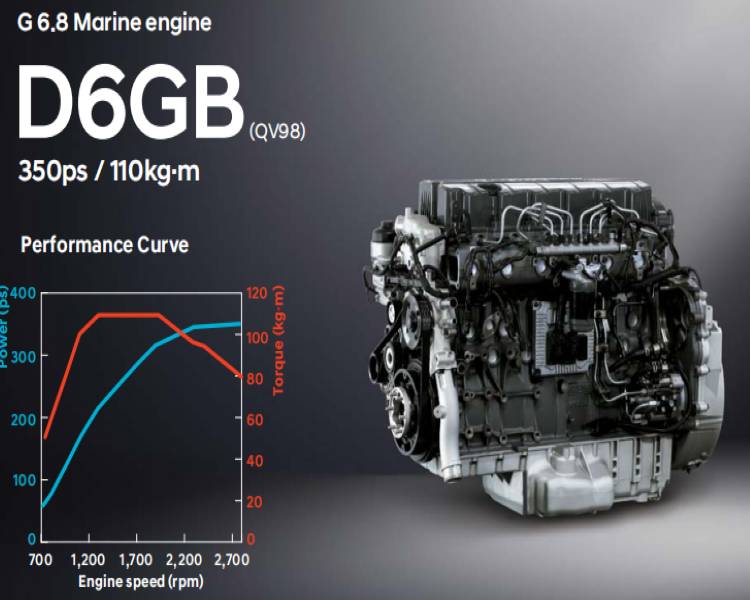 G 6.8 Marine engine
D6GB (QV98)
350ps / 110kg·m
Performance Curve
Power (ps)
400
300
200
100
0
Torque (kg·m)
120
100
80
60
40
20
0
700 1,200 1,700 2,200 2,700
Engine speed (rpm)